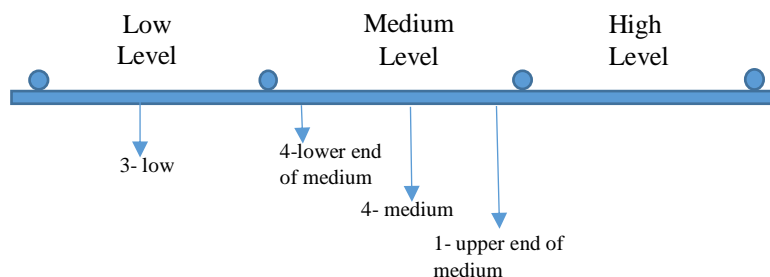 Low
Level
Medium
Level
High
Level
3- low
4-lower end
of medium
4- medium
1- upper end of
medium